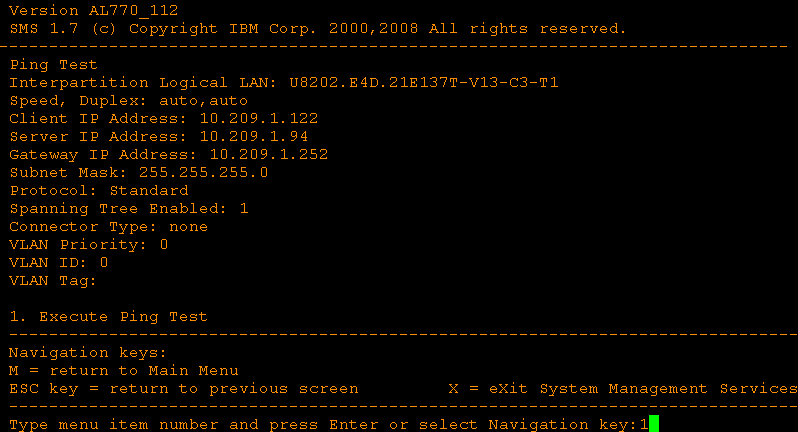 Version AL770_112
SMS 1.7 (c) Copyright IBM Corp. 2000,2008 All rights reserved.
-------------------------------------------------------------------------------
Ping Test
Interpartition Logical LAN: U8202.E4D.21E137T-V13-C3-T1
Speed, Duplex: auto,auto
Client IP Address: 10.209.1.122
Server IP Address: 10.209.1.94
Gateway IP Address: 10.209.1.252
Subnet Mask: 255.255.255.0
Protocol: Standard
Spanning Tree Enabled: 1
Connector Type: none
VLAN Priority: 0
VLAN ID: 0
VLAN Tag:
1. Execute Ping Test
-------------------------------------------------------------------------------
Navigation keys:
M = return to Main Menu
ESC key = return to previous screen         X = eXit System Management Services
-------------------------------------------------------------------------------
Type menu item number and press Enter or select Navigation key:1